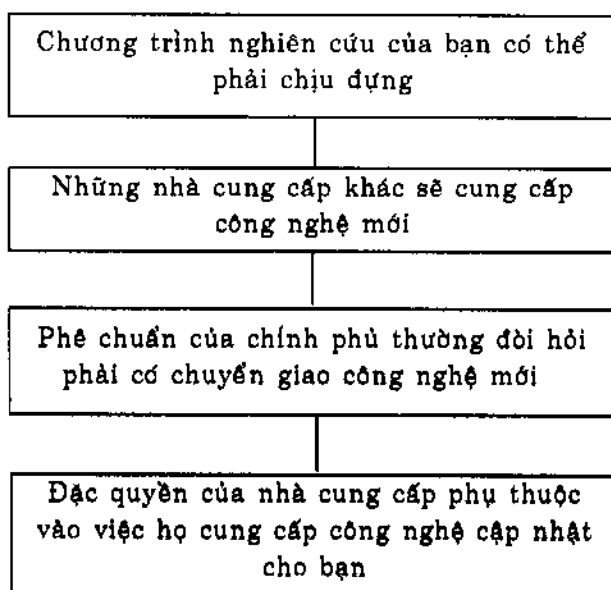 Chương trình nghiên cứu của bạn có thể
phải chịu đựng
Những nhà cung cấp khác sẽ cung cấp
công nghệ mới
Phê chuẩn của chính phủ thường đòi hỏi
phải có chuyển giao công nghệ mới
Đặc quyền của nhà cung cấp phụ thuộc
vào việc họ cung cấp công nghệ cập nhật
cho bạn